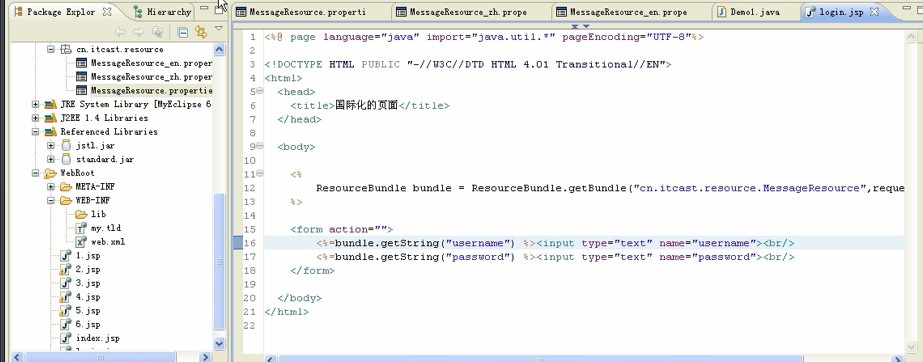 Package Explor
Hierarchy
MessageResource.properti
MessageResource_zh.prope
MessageResource_en.prope
Demo1.java
login.jsp
cn.itcast.resource
MessageResource_en.proper
MessageResource_zh.proper
MessageResource.propertie
JRE System Library [MyEclipse 6
J2EE 1.4 Libraries
Referenced Libraries
jstl.jar
standard.jar
WebRoot
META-INF
WEB-INF
lib
my.tld
web.xml
1.jsp
2.jsp
3.jsp
4.jsp
5.jsp
6.jsp
index.jsp
1 <%@ page language="java" import="java.util.*" pageEncoding="UTF-8"%>
2
3 <!DOCTYPE HTML PUBLIC "-//W3C//DTD HTML 4.01 Transitional//EN">
4 <html>
5 <head>
6 <title>国际化的页面</title>
7 </head>
8
9 <body>
10
11 <%
12 ResourceBundle bundle = ResourceBundle.getBundle("cn.itcast.resource.MessageResource",reque
13 %>
14
15 <form action="">
16 <%=bundle.getString("username") %><input type="text" name="username"><br/>
17 <%=bundle.getString("password") %><input type="text" name="password"><br/>
18 </form>
19
20 </body>
21 </html>
22